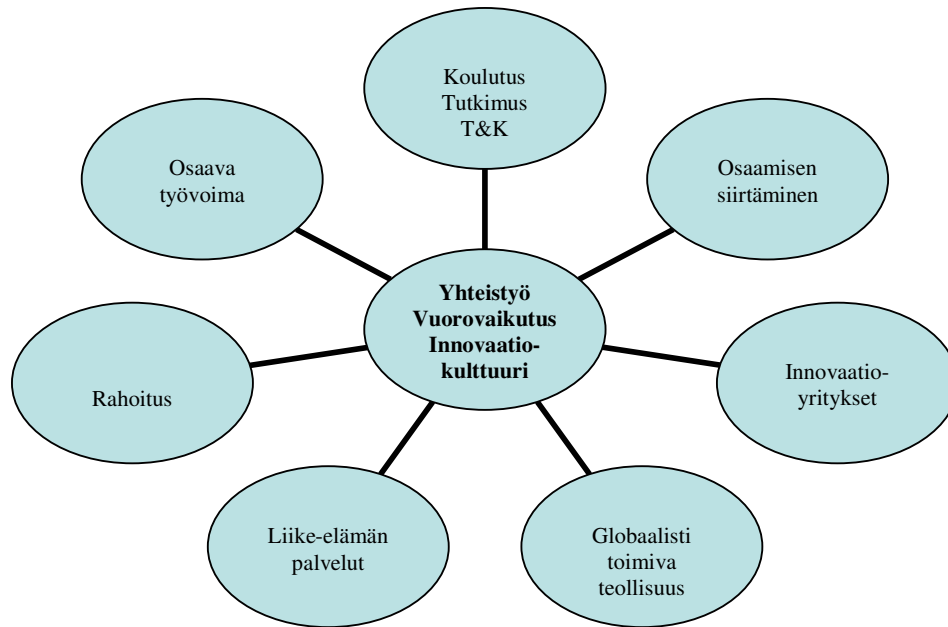 Koulutus
Tutkimus
T&K
Osaava
työvoima
Osaamisen
siirtäminen
Yhteistyö
Vuorovaikutus
Innovaatio-
kulttuuri
Rahoitus
Innovaatio-
yritykset
Liike-elämän
palvelut
Globaalisti
toimiva
teollisuus